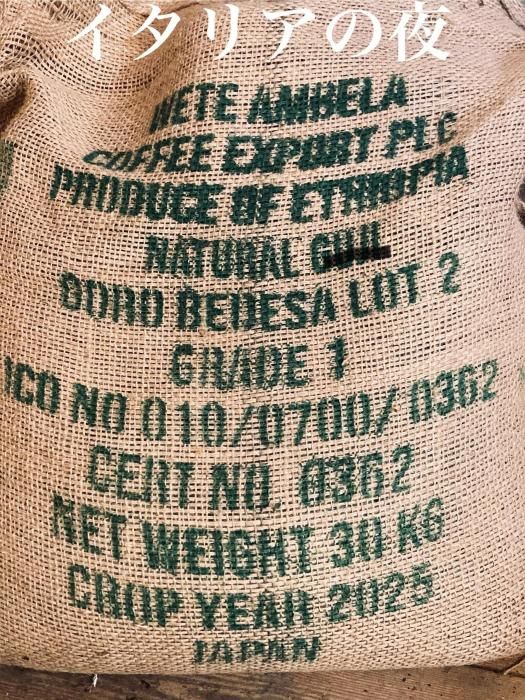 イタリアの夜
WETE AMBELA
COFFEE EXPORT PLC
PRODUCE OF ETHIOPIA
NATURAL GUJI
DORO BEDESA LOT 2
GRADE 1
ICO NO 010/0700/0362
CERT NO. 0362
NET WEIGHT 30 KG
CROP YEAR 2025
JAPAN